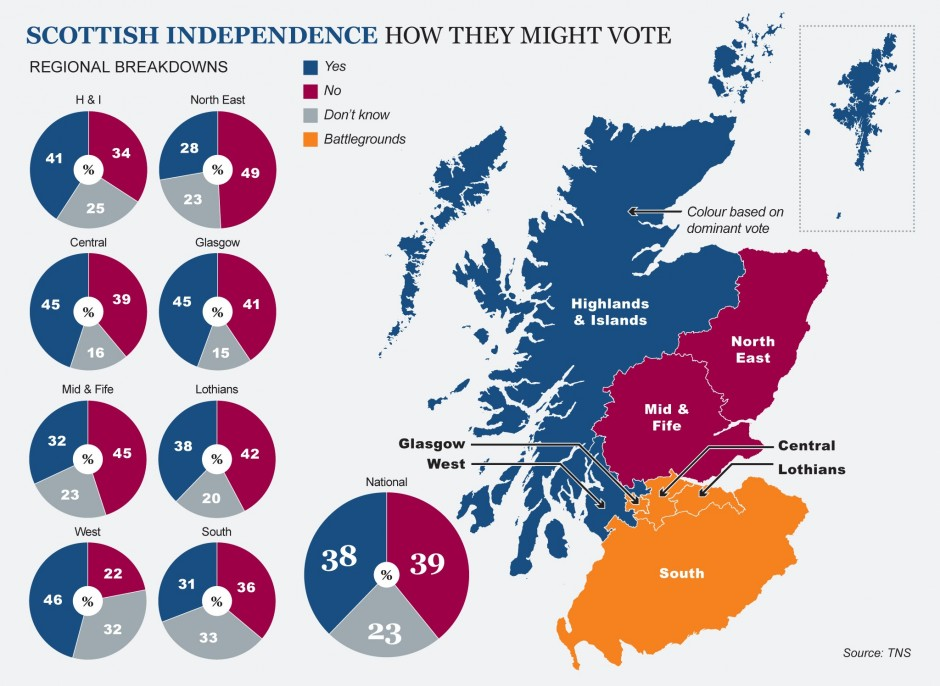 SCOTTISH INDEPENDENCE HOW THEY MIGHT VOTE
REGIONAL BREAKDOWNS
Yes
No
Don't know
Battlegrounds
H & I
41
34
25
%
North East
28
49
23
%
Central
45
39
16
%
Glasgow
45
41
15
%
Mid & Fife
32
45
23
%
Lothians
38
42
20
%
West
46
22
32
%
South
31
36
33
%
National
38
39
23
%
Colour based on
dominant vote
Highlands
& Islands
North
East
Mid &
Fife
Glasgow
West
Central
Lothians
South
Source: TNS